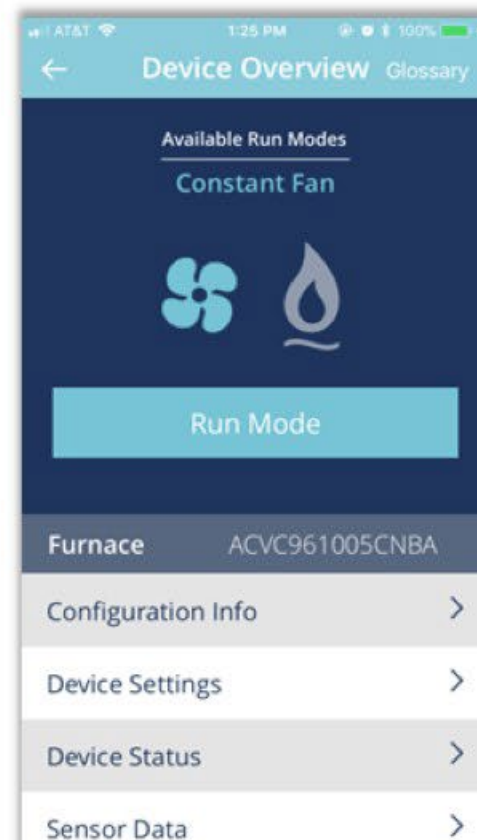 AT&T 1:25 PM 100%
Device Overview Glossary
Available Run Modes
Constant Fan
Run Mode
Furnace ACVC961005CNBA
Configuration Info
Device Settings
Device Status
Sensor Data